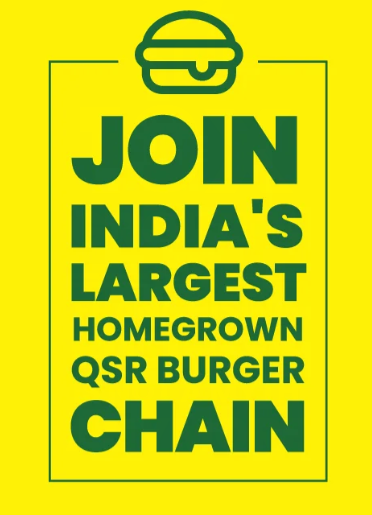 JOIN
INDIA'S
LARGEST
HOMEGROWN
QSR BURGER
CHAIN